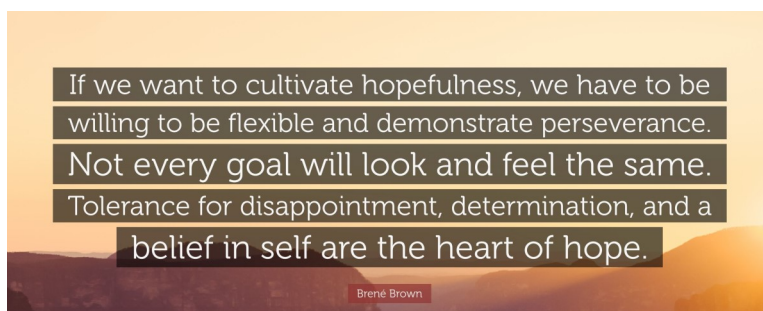 If we want to cultivate hopefulness, we have to be
willing to be flexible and demonstrate perseverance.
Not every goal will look and feel the same.
Tolerance for disappointment, determination, and a
belief in self are the heart of hope.
Brené Brown